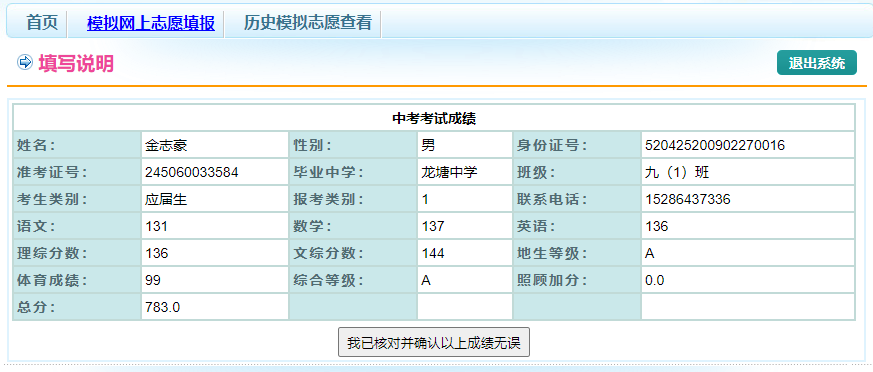 首页 模拟网上志愿填报 历史模拟志愿查看
填写说明 退出系统
中考考试成绩
姓名： 金志豪 性别： 男 身份证号： 520425200902270016
准考证号： 245060033584 毕业中学： 龙塘中学 班级： 九（1）班
考生类别： 应届生 报考类别： 1 联系电话： 15286437336
语文： 131 数学： 137 英语： 136
理综分数： 136 文综分数： 144 地生等级： A
体育成绩： 99 综合等级： A 照顾加分： 0.0
总分： 783.0
我已核对并确认以上成绩无误